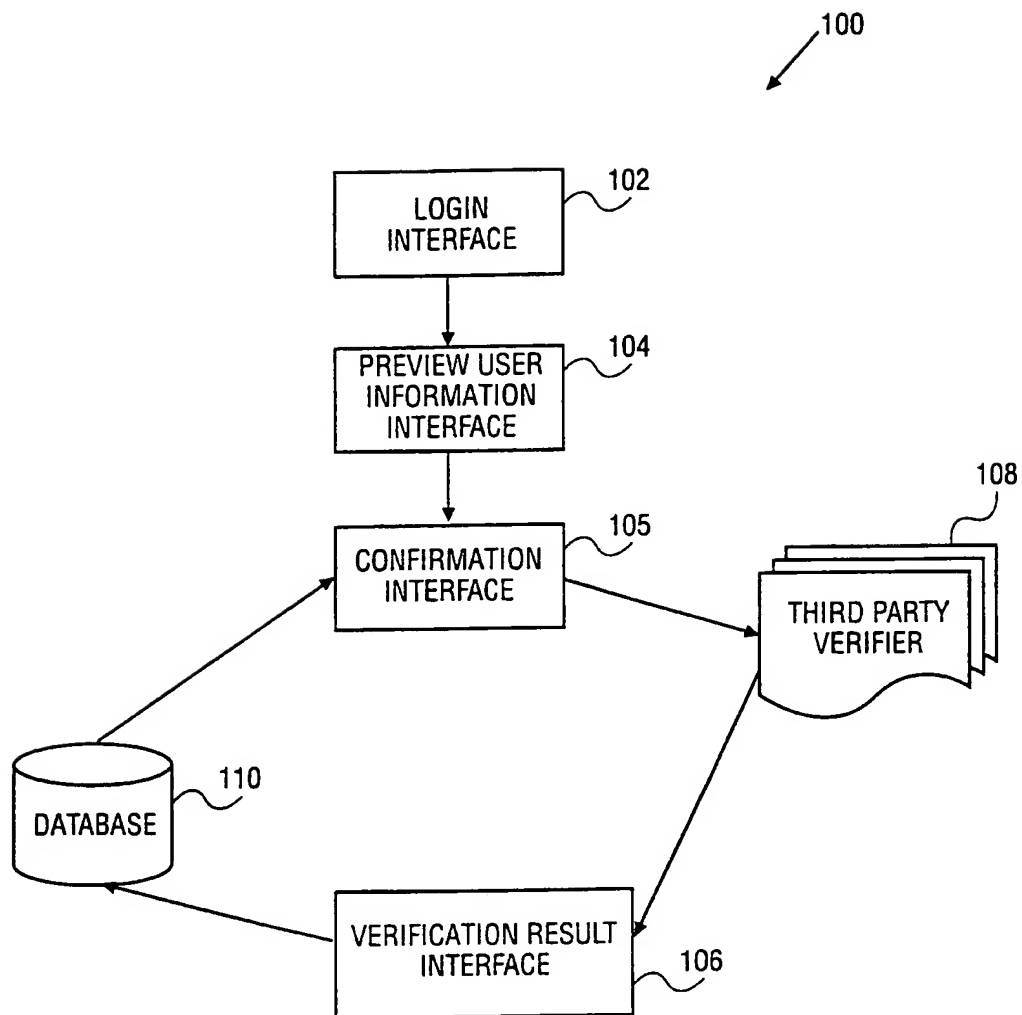 100
102
LOGIN
INTERFACE
104
PREVIEW USER
INFORMATION
INTERFACE
105
CONFIRMATION
INTERFACE
108
THIRD PARTY
VERIFIER
110
DATABASE
VERIFICATION RESULT
INTERFACE
106